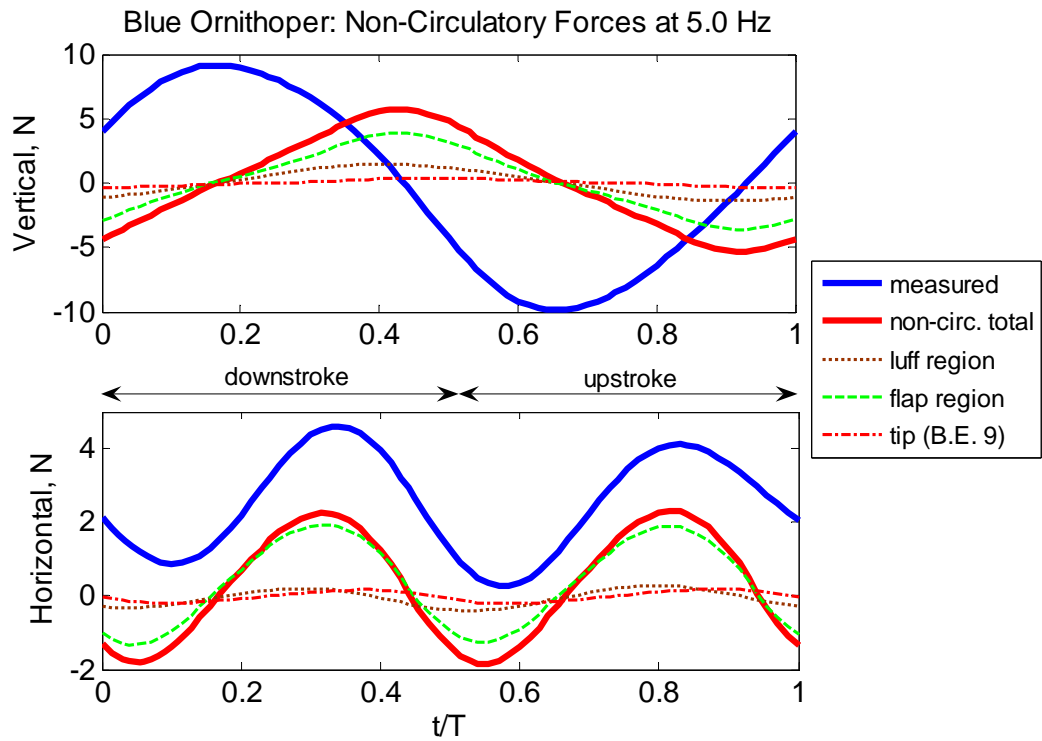 Blue Ornithoper: Non-Circulatory Forces at 5.0 Hz
10
5
0
-5
-10
Vertical, N
0
0.2
0.4
0.6
0.8
1
downstroke
upstroke
measured
non-circ. total
luff region
flap region
tip (B.E. 9)
4
2
0
-2
Horizontal, N
0
0.2
0.4
0.6
0.8
1
t/T